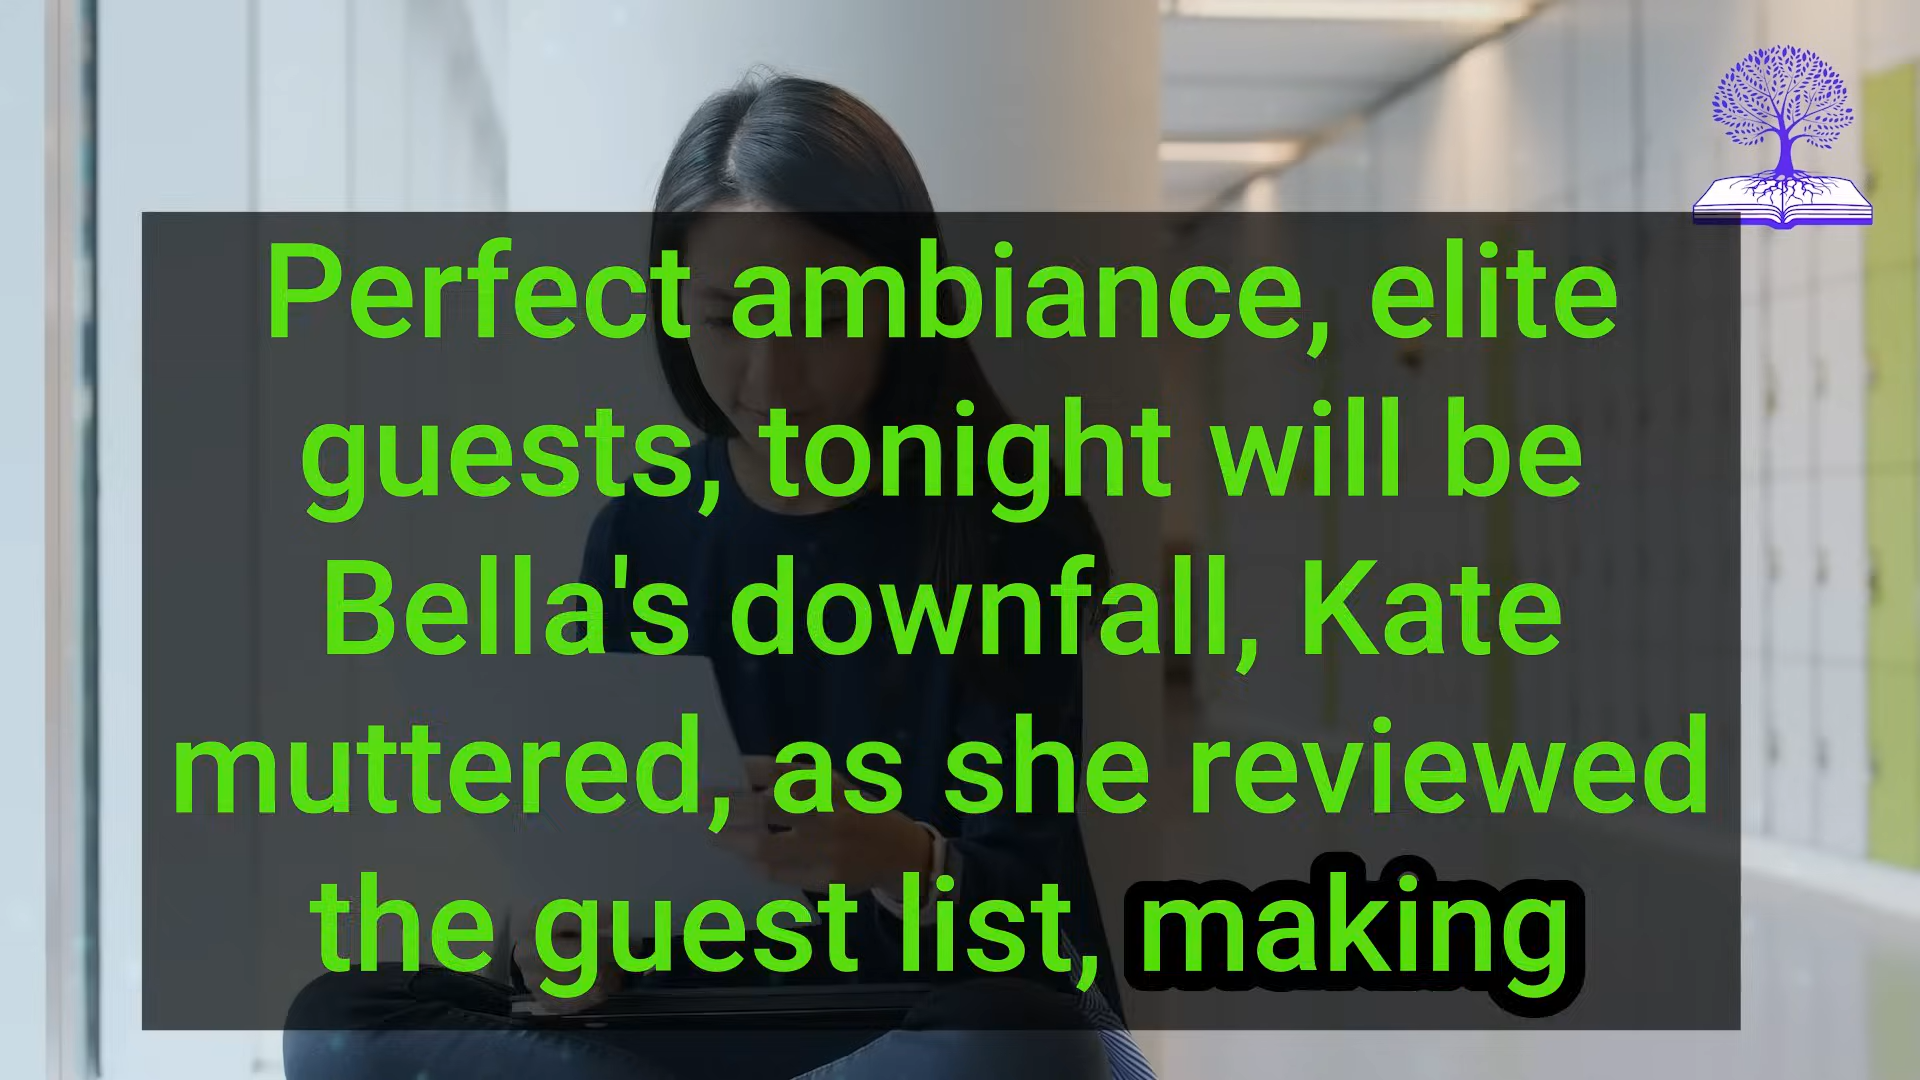 Perfect ambiance, elite
guests, tonight will be
Bella's downfall, Kate
muttered, as she reviewed
the guest list, making